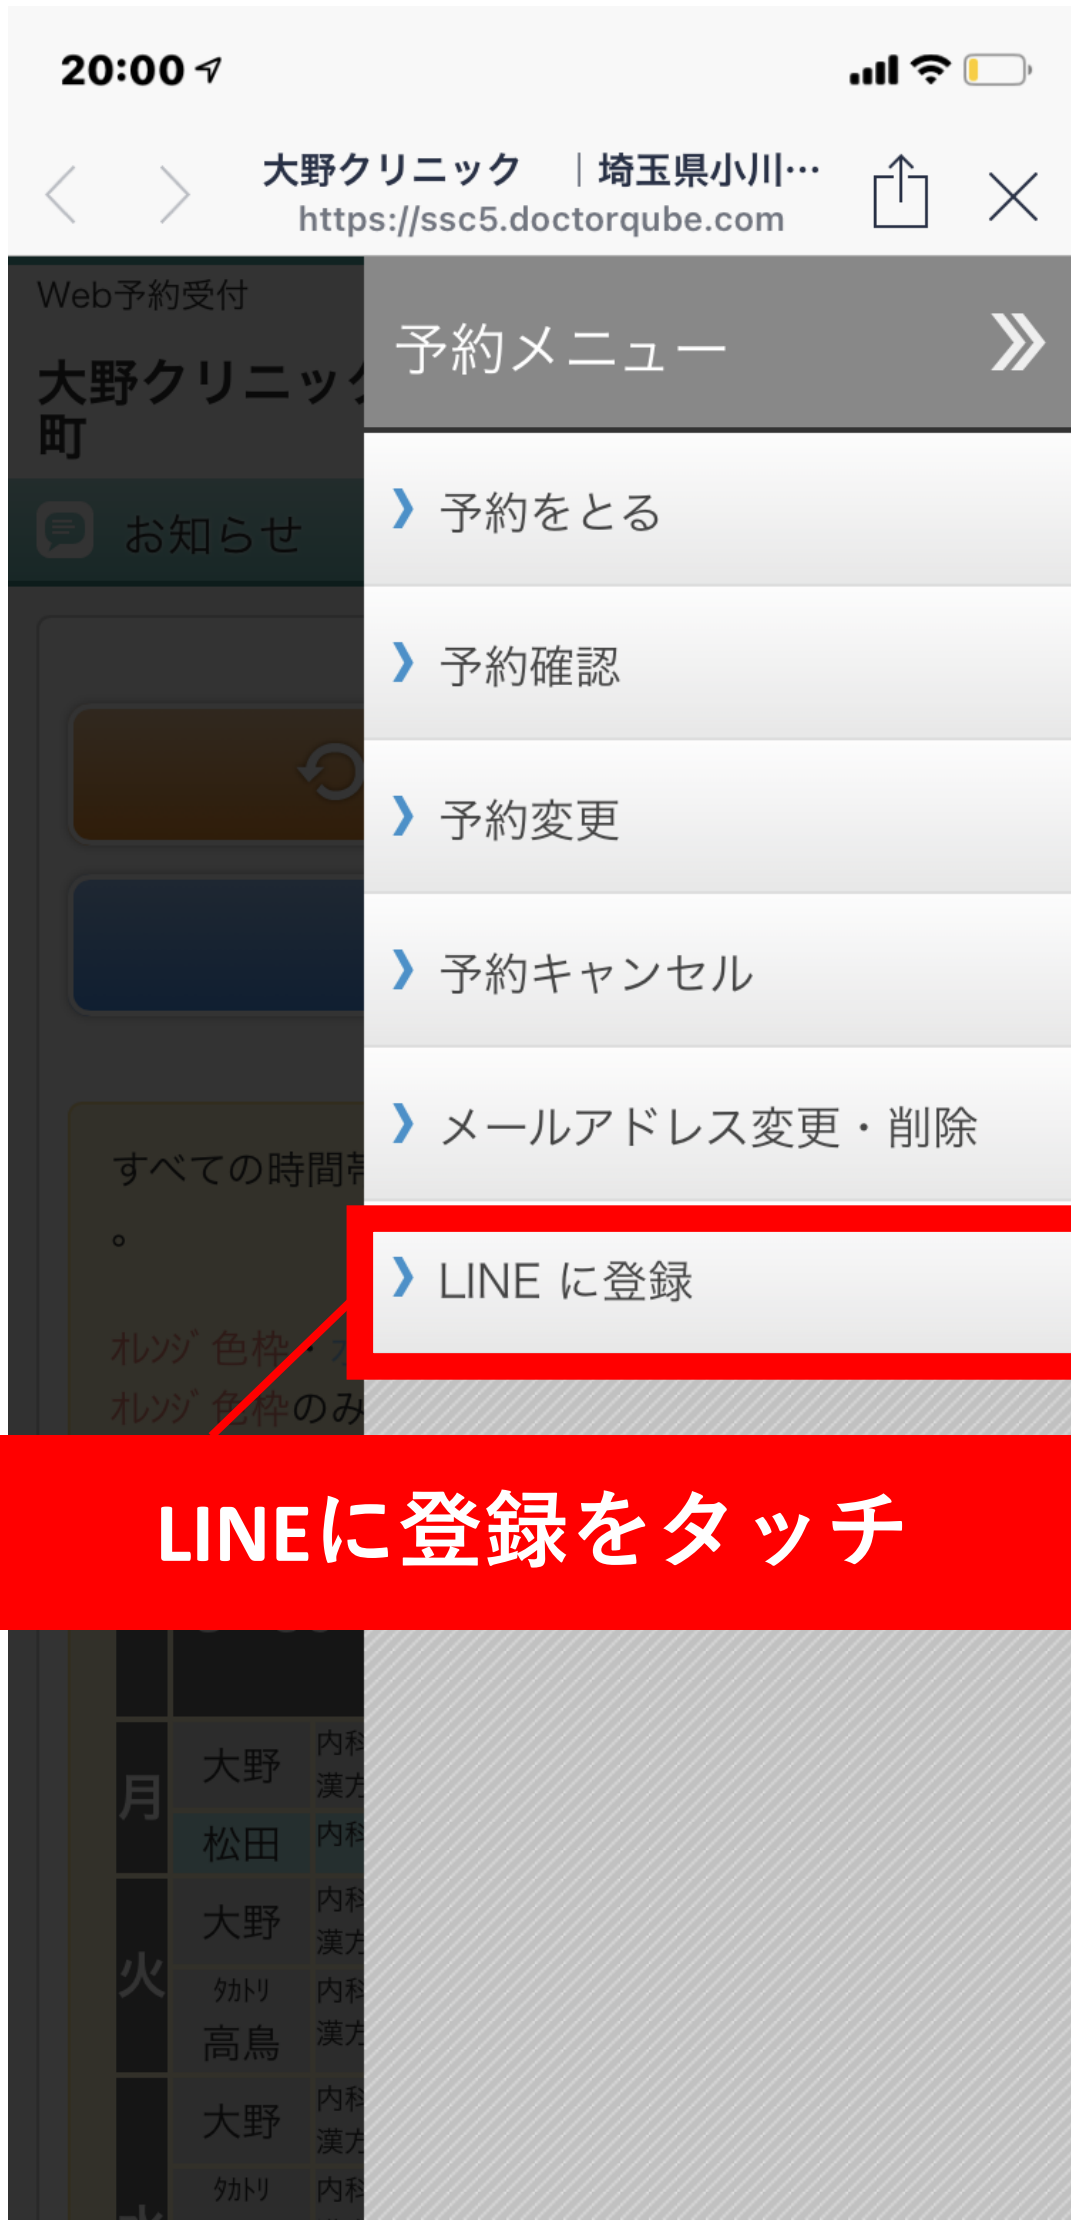 20:00
大野クリニック　｜埼玉県小川…
https://ssc5.doctorqube.com
Web予約受付
大野クリニック
町
お知らせ
すべての時間帯
。
ｵﾚﾝｼﾞ色枠・
ｵﾚﾝｼﾞ色枠のみ
予約メニュー
予約をとる
予約確認
予約変更
予約キャンセル
メールアドレス変更・削除
LINE に登録
LINEに登録をタッチ
月
大野
内科
漢方
松田
内科
火
大野
内科
漢方
ﾀｶﾄﾘ
高鳥
内科
漢方
大野
内科
漢方
ﾀｶﾄﾘ
内科